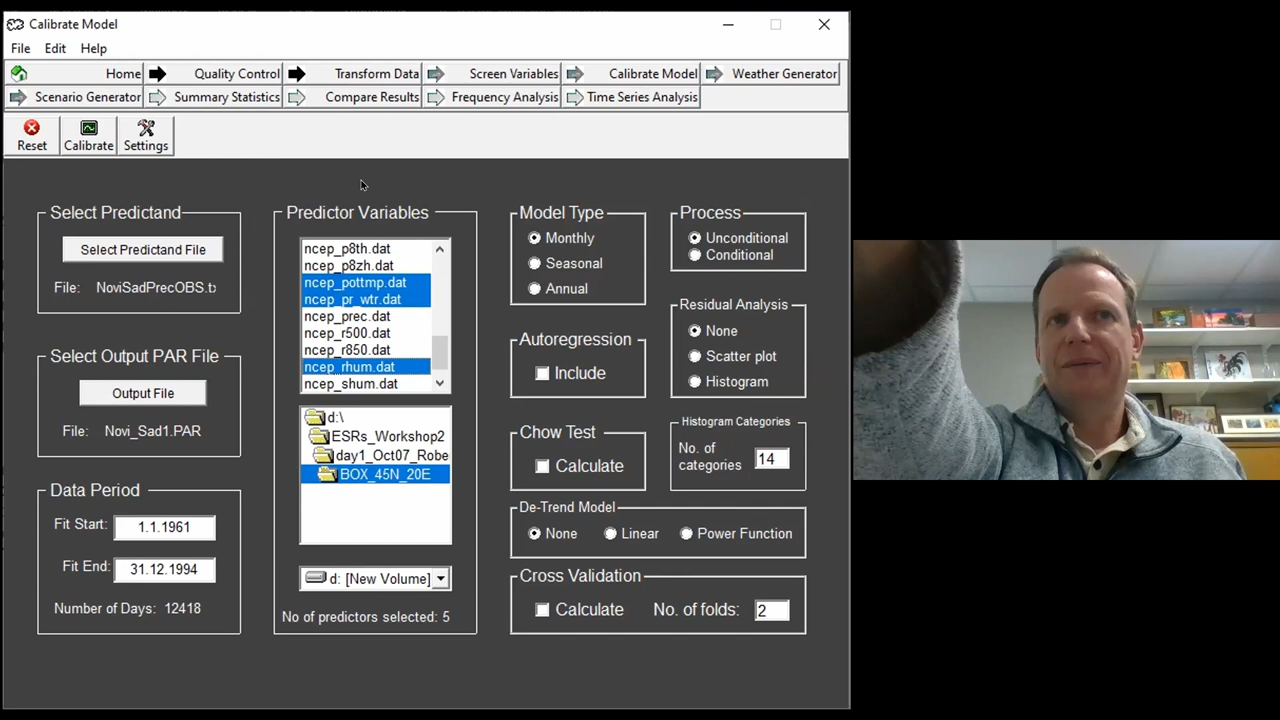 Calibrate Model
File Edit Help
Home Quality Control Transform Data Screen Variables Calibrate Model Weather Generator
Scenario Generator Summary Statistics Compare Results Frequency Analysis Time Series Analysis
Reset Calibrate Settings
Select Predictand
Select Predictand File
File: NoviSadPrecOBS.tx
Select Output PAR File
Output File
File: Novi_Sad1.PAR
Data Period
Fit Start: 1.1.1961
Fit End: 31.12.1994
Number of Days: 12418
Predictor Variables
ncep_p8th.dat
ncep_p8zh.dat
ncep_pottmp.dat
ncep_pr_wtr.dat
ncep_prec.dat
ncep_r500.dat
ncep_r850.dat
ncep_rhum.dat
ncep_shum.dat
d:\
ESRs_Workshop2
day1_Oct07_Robe
BOX_45N_20E
d: [New Volume]
No of predictors selected: 5
Model Type
Monthly
Seasonal
Annual
Process
Unconditional
Conditional
Autoregression
Include
Residual Analysis
None
Scatter plot
Histogram
Chow Test
Calculate
Histogram Categories
No. of
categories 14
De-Trend Model
None Linear Power Function
Cross Validation
Calculate No. of folds: 2